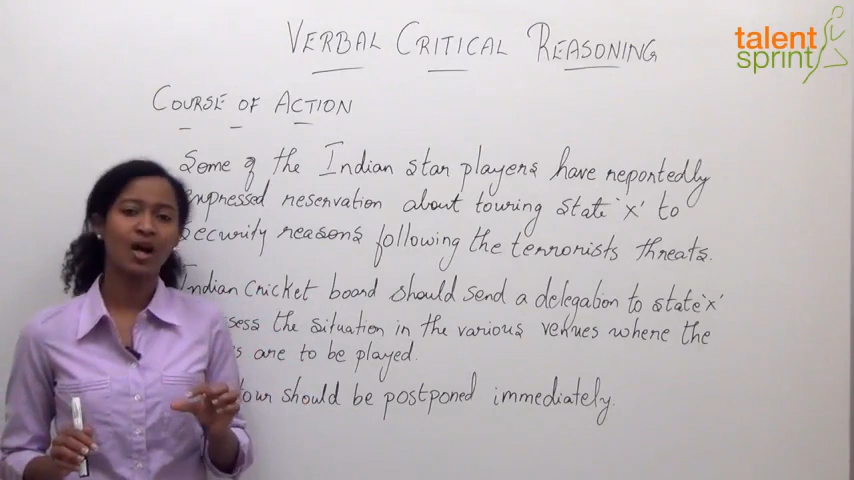 VERBAL CRITICAL REASONING
talent
sprint
COURSE OF ACTION
Some of the Indian star players have reportedly
expressed reservation about touring state 'x' to
security reasons following the terrorists threats.
Indian cricket board should send a delegation to state 'x'
the situation in the various venues where the
are to be played.
tour should be postponed immediately.